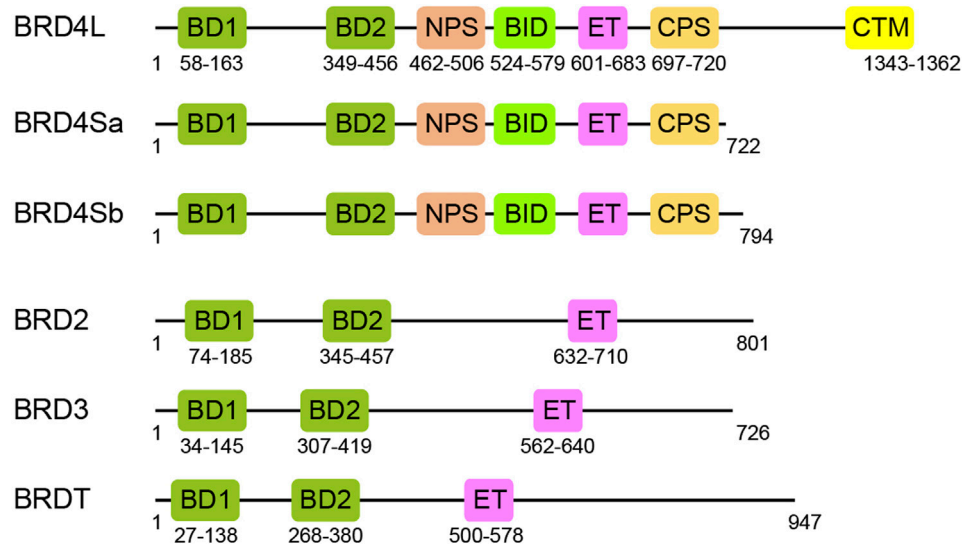 BRD4L BD1 BD2 NPS BID ET CPS CTM
1 58-163 349-456 462-506 524-579 601-683 697-720 1343-1362
BRD4Sa BD1 BD2 NPS BID ET CPS
1 722
BRD4Sb BD1 BD2 NPS BID ET CPS
1 794
BRD2 BD1 BD2 ET
1 74-185 345-457 632-710 801
BRD3 BD1 BD2 ET
1 34-145 307-419 562-640 726
BRDT BD1 BD2 ET
1 27-138 268-380 500-578 947